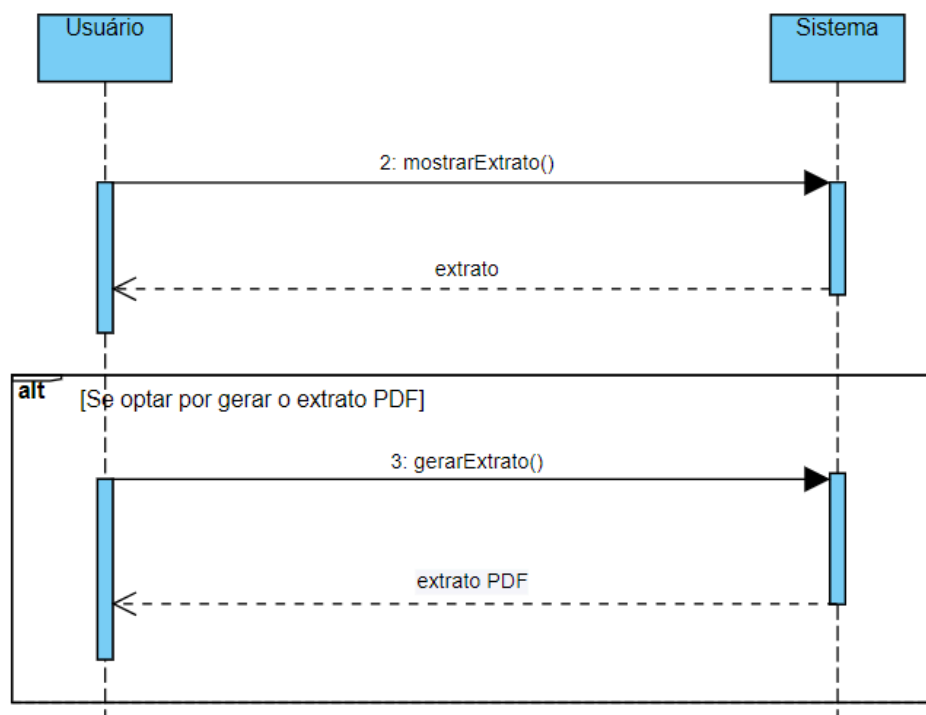 Usuário
Sistema
2: mostrarExtrato()
extrato
alt
[Se optar por gerar o extrato PDF]
3: gerarExtrato()
extrato PDF